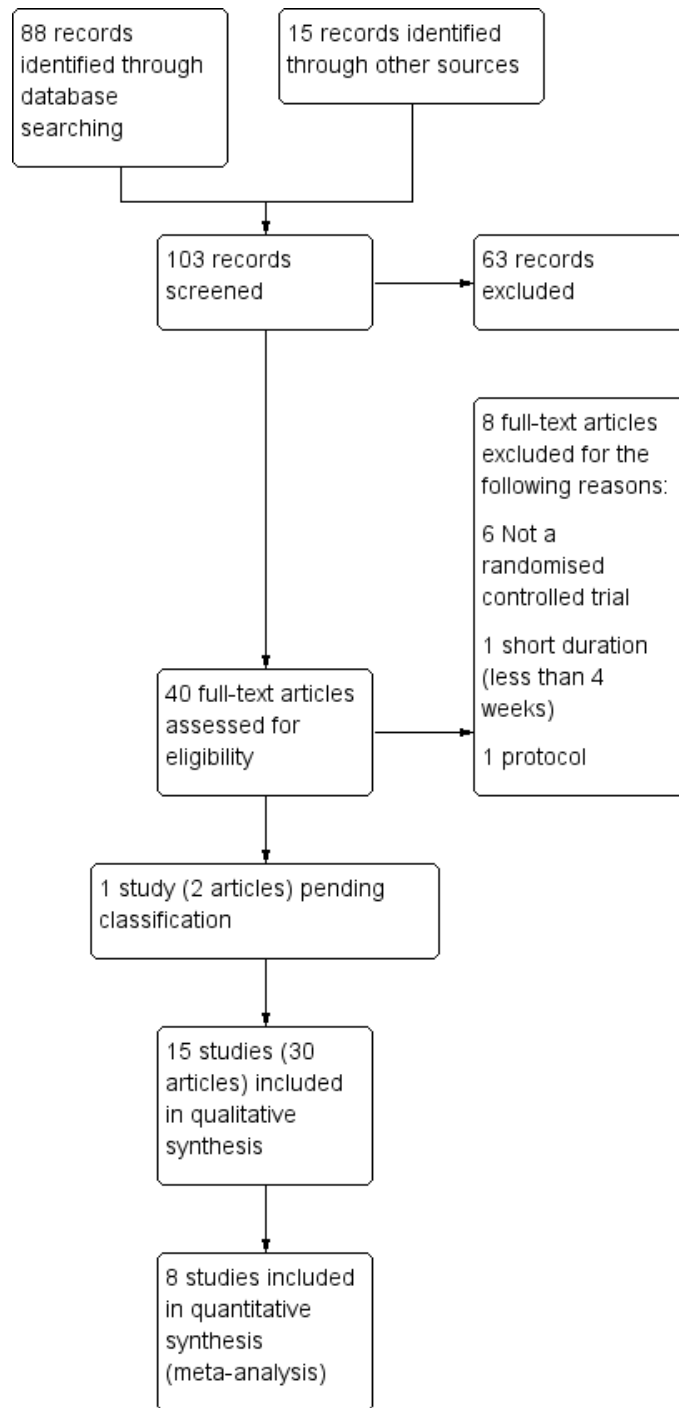 88 records
identified through
database
searching
15 records identified
through other sources
103 records
screened
63 records
excluded
8 full-text articles
excluded for the
following reasons:
6 Not a
randomised
controlled trial
1 short duration
(less than 4
weeks)
1 protocol
40 full-text articles
assessed for
eligibility
1 study (2 articles) pending
classification
15 studies (30
articles) included
in qualitative
synthesis
8 studies included
in quantitative
synthesis
(meta-analysis)